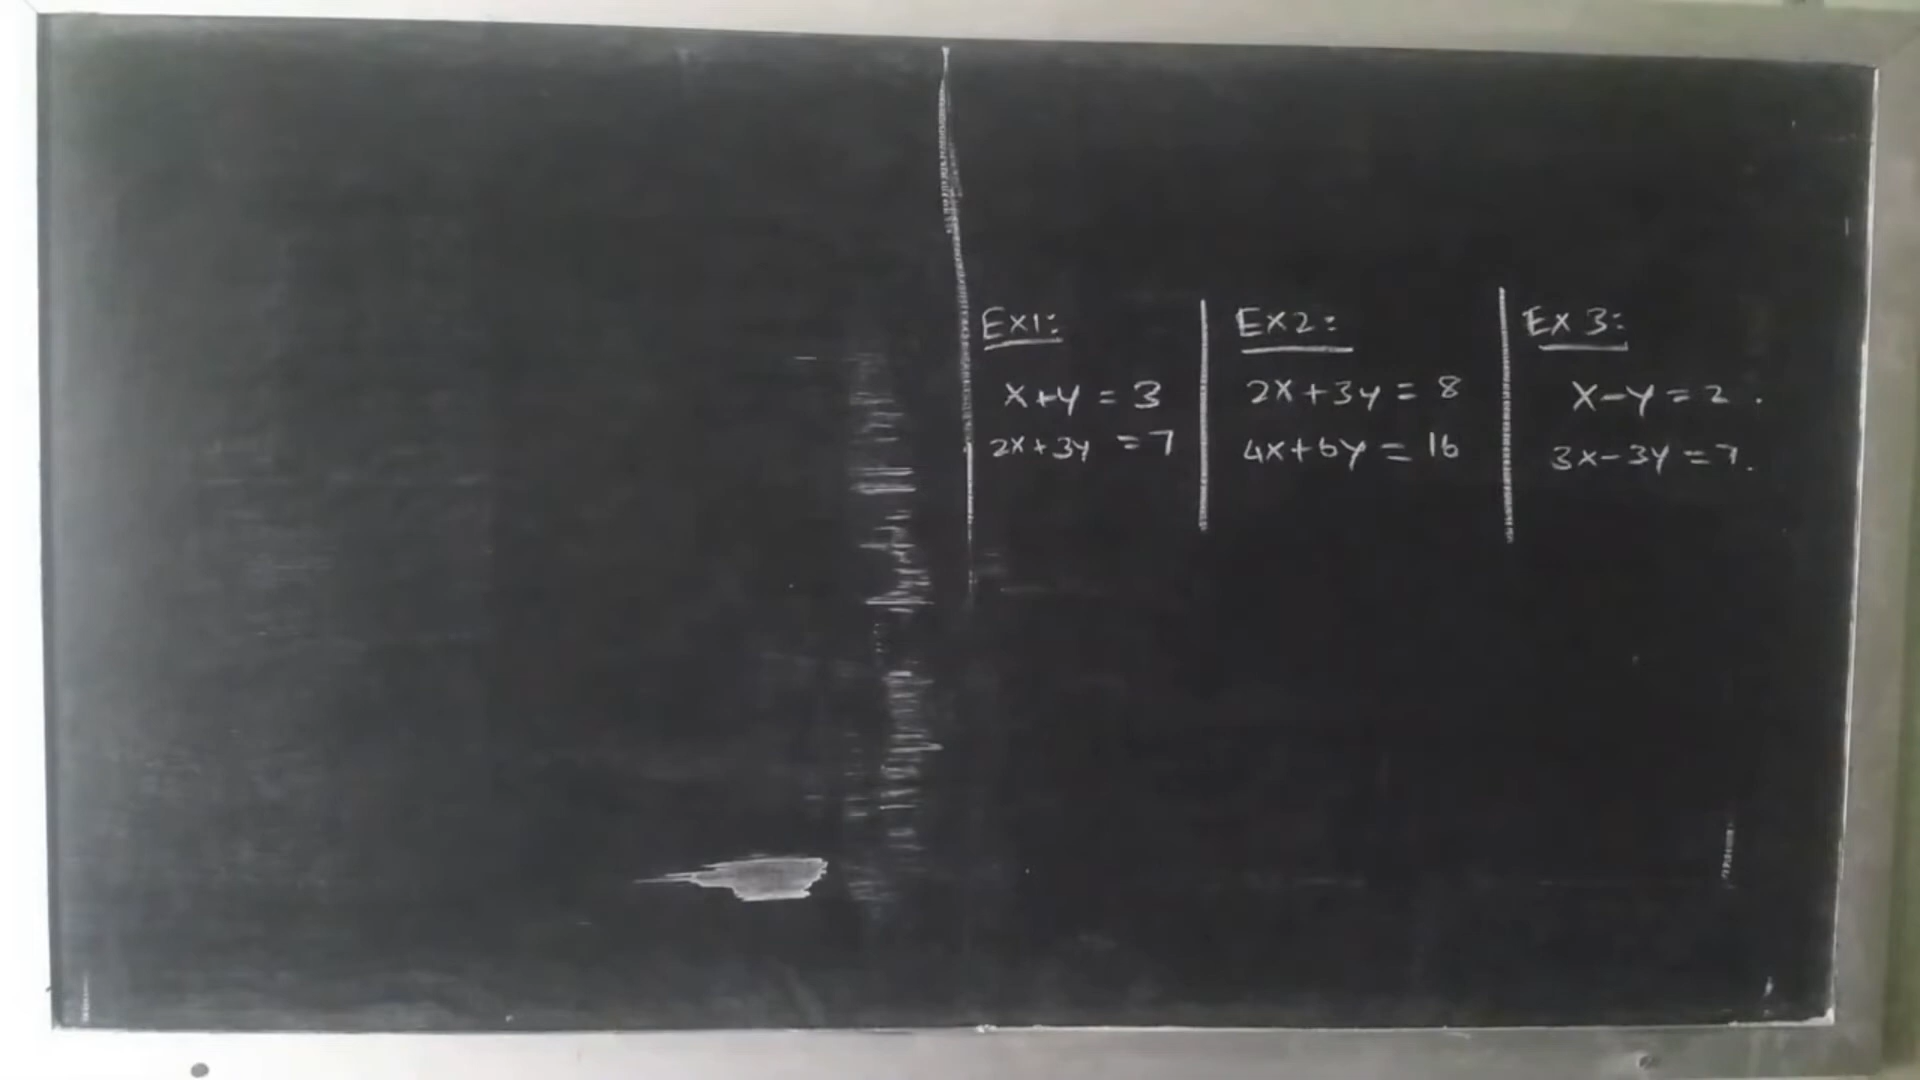 Ex1:
x+y = 3
2x+3y = 7
Ex2:
2x+3y = 8
4x+6y = 16
Ex 3:
x-y = 2.
3x-3y = 7.